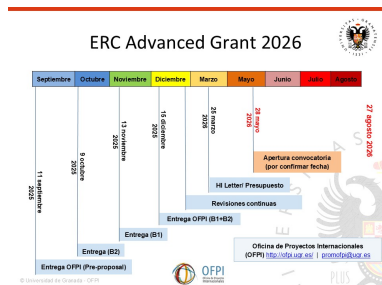 ERC Advanced Grant 2026
Septiembre Octubre Noviembre Diciembre Marzo Mayo Junio Julio Agosto
11 septiembre 2025
9 octubre 2025
13 noviembre 2025
15 diciembre 2025
25 marzo 2026
28 mayo 2026
27 agosto 2026
Apertura convocatoria
(por confirmar fecha)
HI Letter/ Presupuesto
Revisiones continuas
Entrega OFPI (B1+B2)
Entrega (B1)
Entrega (B2)
Entrega OFPI (Pre-proposal)
Oficina de Proyectos Internacionales
(OFPI) http://ofpi.ugr.es/ | promofpi@ugr.es
OFPI
© Universidad de Granada - OFPI
PLUS